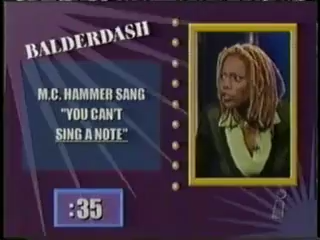 BALDERDASH
M.C. HAMMER SANG
"YOU CAN'T
SING A NOTE"
:35